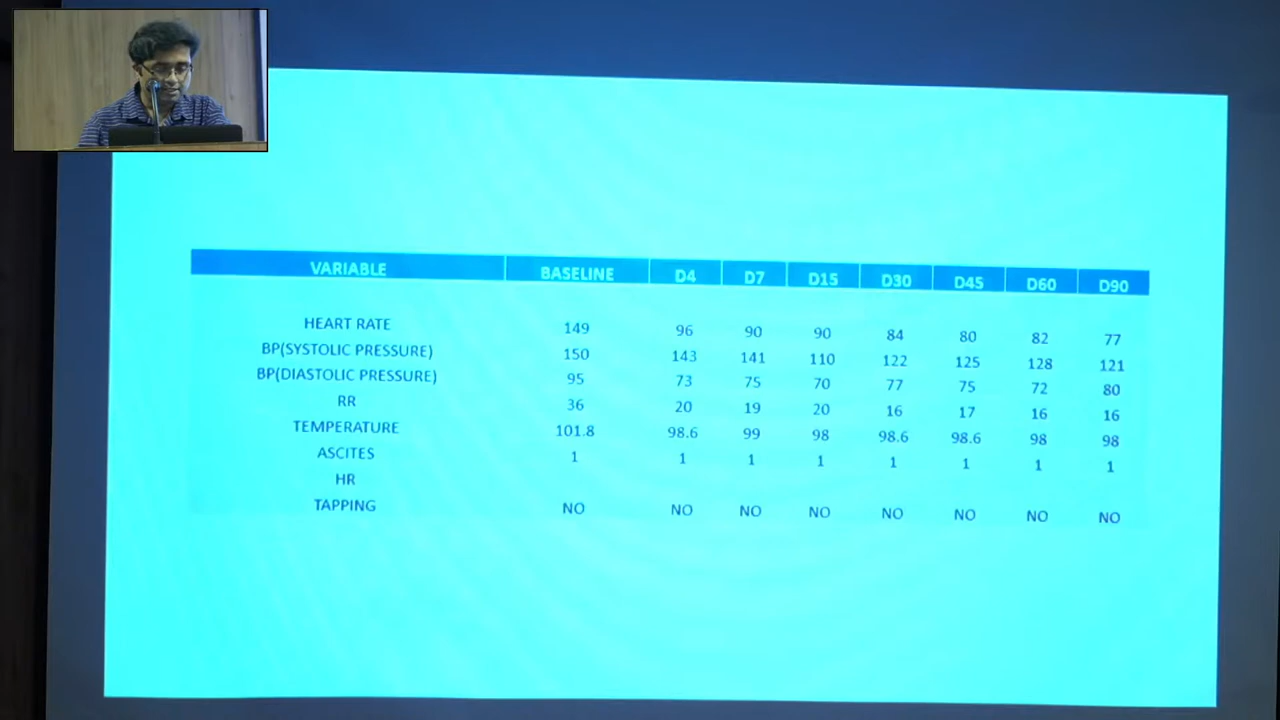 VARIABLE BASELINE D4 D7 D15 D30 D45 D60 D90
HEART RATE 149 96 90 90 84 80 82 77
BP(SYSTOLIC PRESSURE) 150 143 141 110 122 125 128 121
BP(DIASTOLIC PRESSURE) 95 73 75 70 77 75 72 80
RR 36 20 19 20 16 17 16 16
TEMPERATURE 101.8 98.6 99 98 98.6 98.6 98 98
ASCITES 1 1 1 1 1 1 1 1
HR
TAPPING NO NO NO NO NO NO NO NO